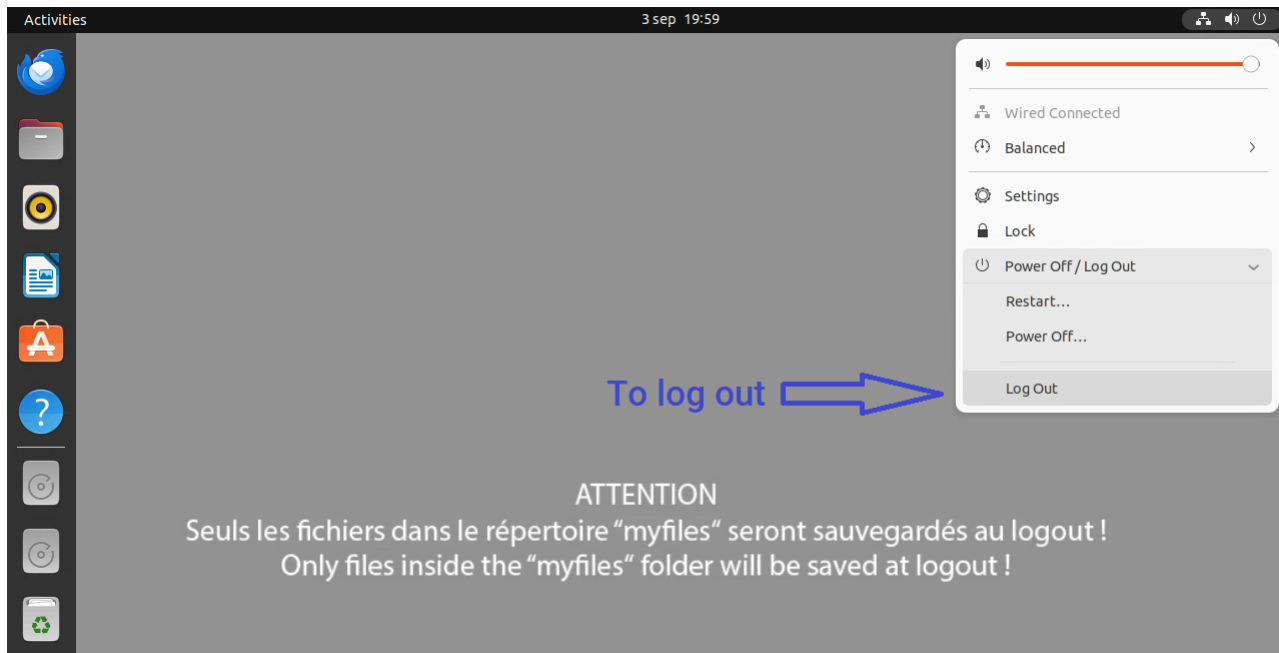 Activities
3 sep 19:59
Wired Connected
Balanced
Settings
Lock
Power Off / Log Out
Restart...
Power Off...
To log out
Log Out
ATTENTION
Seuls les fichiers dans le répertoire “myfiles“ seront sauvegardés au logout !
Only files inside the “myfiles“ folder will be saved at logout !